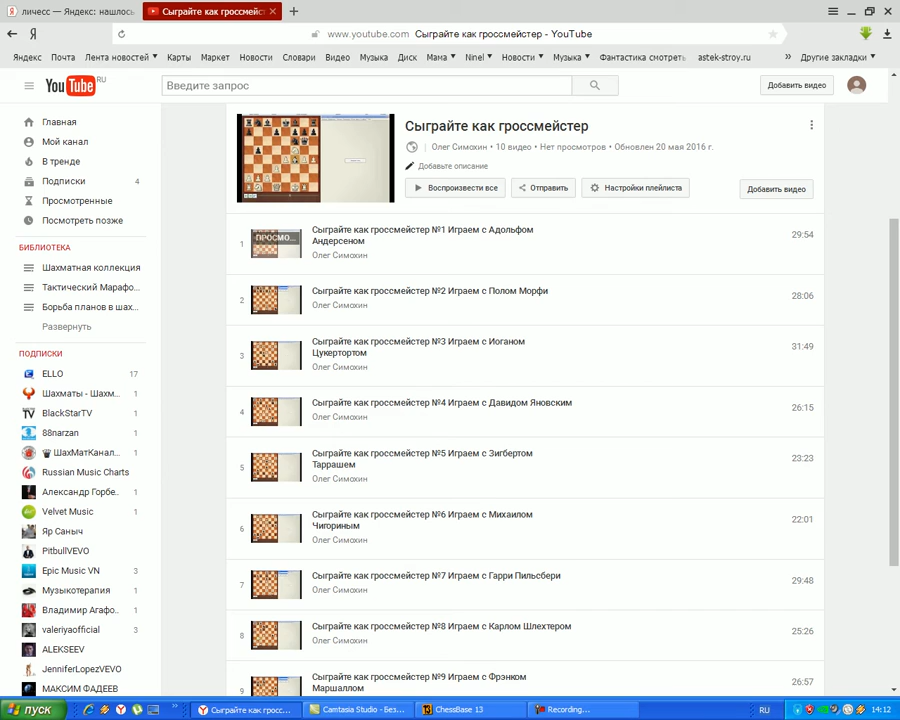 личесс — Яндекс: нашлось
Сыграйте как гроссмейст
www.youtube.com Сыграйте как гроссмейстер - YouTube
Яндекс Почта Лента новостей Карты Маркет Новости Словари Видео Музыка Диск Мама Ninel Новости Музыка Фантастика смотреть astek-stroy.ru » Другие закладки
YouTube RU
Введите запрос
Добавить видео
Главная
Мой канал
В тренде
Подписки 4
Просмотренные
Посмотреть позже
БИБЛИОТЕКА
Шахматная коллекция
Тактический Марафо...
Борьба планов в шах...
Развернуть
ПОДПИСКИ
ELLO 17
Шахматы - Шахм... 1
BlackStarTV 1
88narzan 1
ШахМатКанал... 1
Russian Music Charts
Александр Горбе.. 1
Velvet Music 1
Яр Саныч
PitbullVEVO
Epic Music VN 3
Музыкотерапия 1
Владимир Агафо.. 1
valeriyaofficial 3
ALEKSEEV
JenniferLopezVEVO
МАКСИМ ФАДЕЕВ
Сыграйте как гроссмейстер
Олег Симохин • 10 видео • Нет просмотров • Обновлен 20 мая 2016 г.
Добавьте описание
Воспроизвести все Отправить Настройки плейлиста Добавить видео
1 ПРОСМО... Сыграйте как гроссмейстер №1 Играем с Адольфом 29:54
Андерсеном
Олег Симохин
2 Сыграйте как гроссмейстер №2 Играем с Полом Морфи 28:06
Олег Симохин
3 Сыграйте как гроссмейстер №3 Играем с Иоганом 31:49
Цукертортом
Олег Симохин
4 Сыграйте как гроссмейстер №4 Играем с Давидом Яновским 26:15
Олег Симохин
5 Сыграйте как гроссмейстер №5 Играем с Зигбертом 23:23
Таррашем
Олег Симохин
6 Сыграйте как гроссмейстер №6 Играем с Михаилом 22:01
Чигориным
Олег Симохин
7 Сыграйте как гроссмейстер №7 Играем с Гарри Пильсбери 29:48
Олег Симохин
8 Сыграйте как гроссмейстер №8 Играем с Карлом Шлехтером 25:26
Олег Симохин
9 Сыграйте как гроссмейстер №9 Играем с Фрэнком 26:57
Маршаллом
пуск » Сыграйте как гросс... Camtasia Studio - Без... ChessBase 13 Recording... RU 14:12